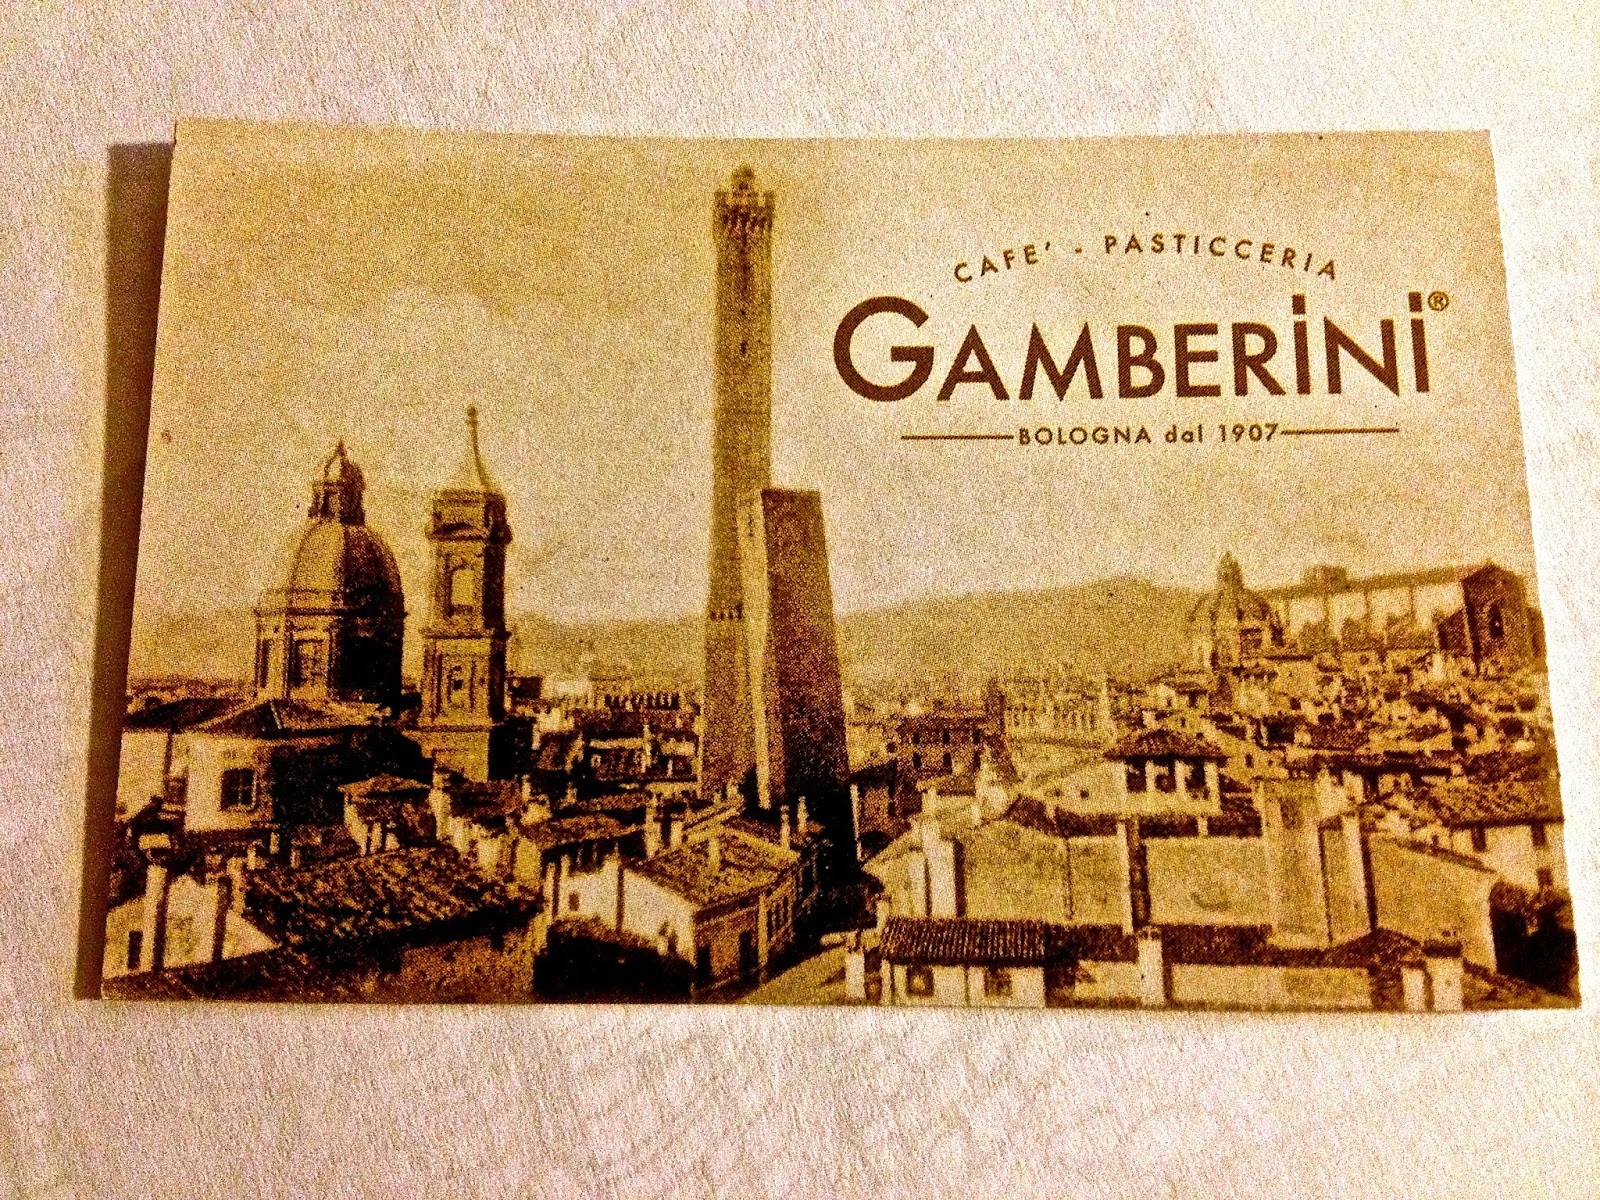 CAFE' - PASTICCERIA
GAMBERiNi®
BOLOGNA dal 1907